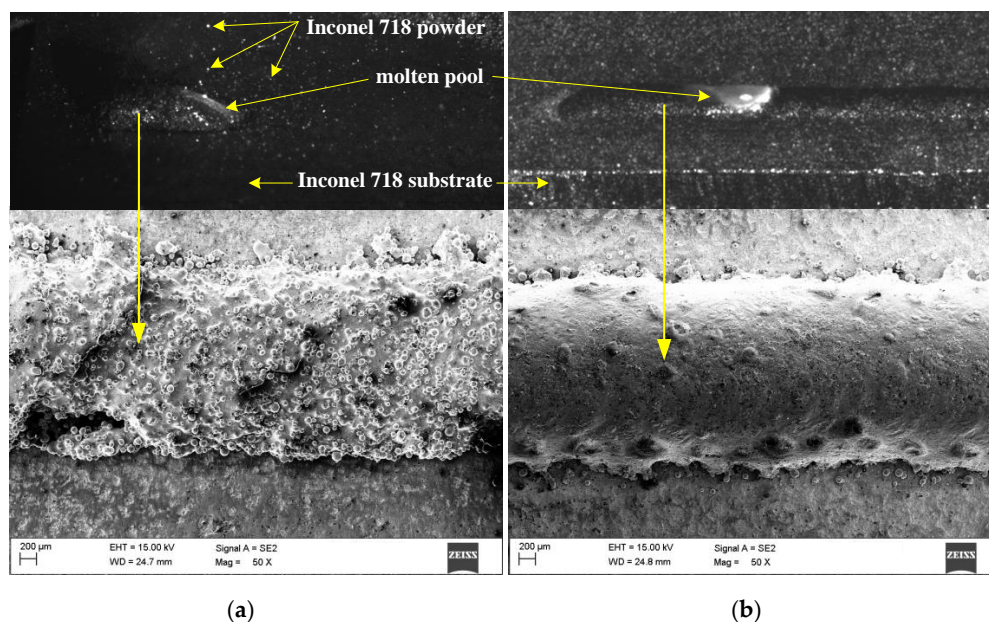 Inconel 718 powder
molten pool
Inconel 718 substrate
200 µm
EHT = 15.00 kV
Signal A = SE2
WD = 24.7 mm
Mag = 50 X
ZEISS
200 µm
EHT = 15.00 kV
Signal A = SE2
WD = 24.8 mm
Mag = 50 X
ZEISS
(a)
(b)